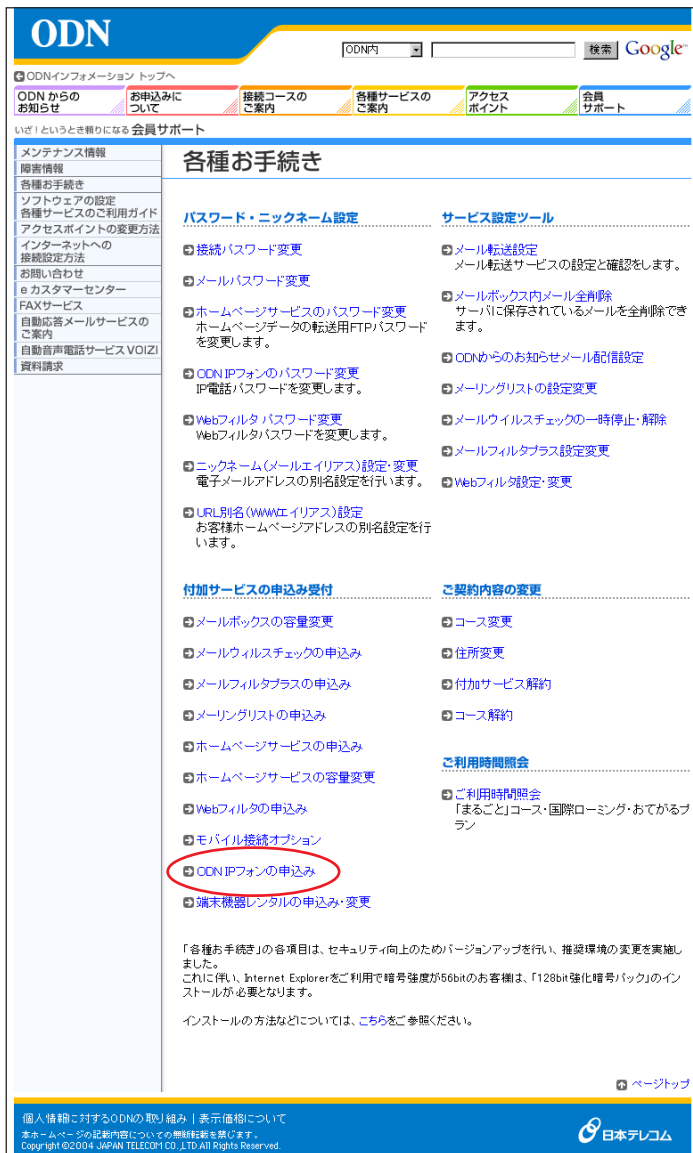 ODN
ODN内
検索 Google™
ODNインフォメーション トップへ
ODN からの
お知らせ
お申込みに
ついて
接続コースの
ご案内
各種サービスの
ご案内
アクセス
ポイント
会員
サポート
いざ!というとき頼りになる 会員サポート
メンテナンス情報
障害情報
各種お手続き
ソフトウェアの設定
各種サービスのご利用ガイド
アクセスポイントの変更方法
インターネットへの
接続設定方法
お問い合わせ
e カスタマーセンター
FAXサービス
自動応答メールサービスの
ご案内
自動音声電話サービス VOIZI
資料請求
各種お手続き
パスワード・ニックネーム設定
接続パスワード変更
メールパスワード変更
ホームページサービスのパスワード変更
ホームページデータの転送用FTPパスワード
を変更します。
ODN IPフォンのパスワード変更
IP電話パスワードを変更します。
Webフィルタ パスワード変更
Webフィルタパスワードを変更します。
ニックネーム(メールエイリアス)設定・変更
電子メールアドレスの別名設定を行います。
URL別名(WWWエイリアス)設定
お客様ホームページアドレスの別名設定を行
います。
サービス設定ツール
メール転送設定
メール転送サービスの設定と確認をします。
メールボックス内メール全削除
サーバに保存されているメールを全削除でき
ます。
ODNからのお知らせメール配信設定
メーリングリストの設定変更
メールウイルスチェックの一時停止・解除
メールフィルタプラス設定変更
Webフィルタ設定・変更
付加サービスの申込み受付
メールボックスの容量変更
メールウィルスチェックの申込み
メールフィルタプラスの申込み
メーリングリストの申込み
ホームページサービスの申込み
ホームページサービスの容量変更
Webフィルタの申込み
モバイル接続オプション
ODN IPフォンの申込み
端末機器レンタルの申込み・変更
ご契約内容の変更
コース変更
住所変更
付加サービス解約
コース解約
ご利用時間照会
ご利用時間照会
「まるごと」コース・国際ローミング・おてがるプ
ラン
「各種お手続き」の各項目は、セキュリティ向上のためバージョンアップを行い、推奨環境の変更を実施し
ました。
これに伴い、Internet Explorerをご利用で暗号強度が56bitのお客様は、「128bit強化暗号パック」のイン
ストールが必要となります。
インストールの方法などについては、こちらをご参照ください。
ページトップ
個人情報に対するODNの取り組み | 表示価格について
本ホームページの記載内容についての無断転載を禁じます。
Copyright©2004 JAPAN TELECOM CO.,LTD.All Rights Reserved.
日本テレコム